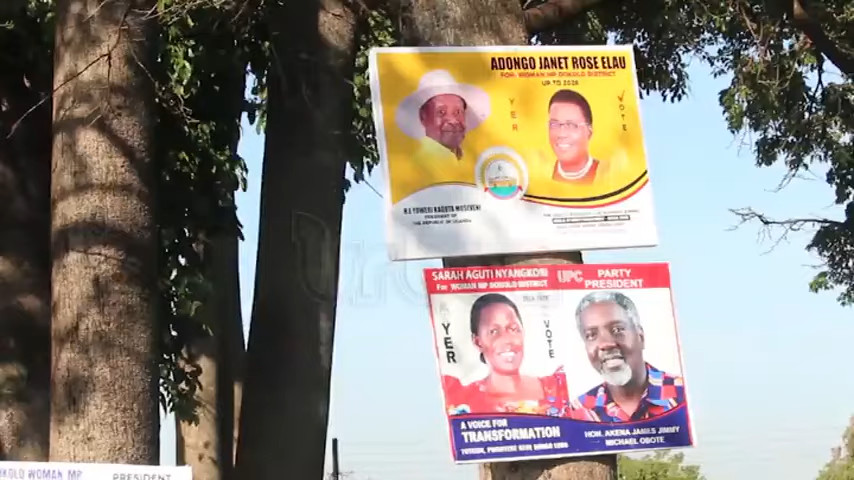 ADONGO JANET ROSE ELAU
FOR: WOMAN MP DOKOLO DISTRICT
UP TO 2026
YER
VOTE
H.E YOWERI KAGUTA MUSEVENI
PRESIDENT OF
THE REPUBLIC OF UGANDA
SARAH AGUTI NYANGKORI
For WOMAN MP DOKOLO DISTRICT
UPC PARTY
PRESIDENT
YER
VOTE
A VOICE FOR
TRANSFORMATION
HON. AKENA JAMES JIMMY
MICHAEL OBOTE
WOMAN MP
PRESIDENT